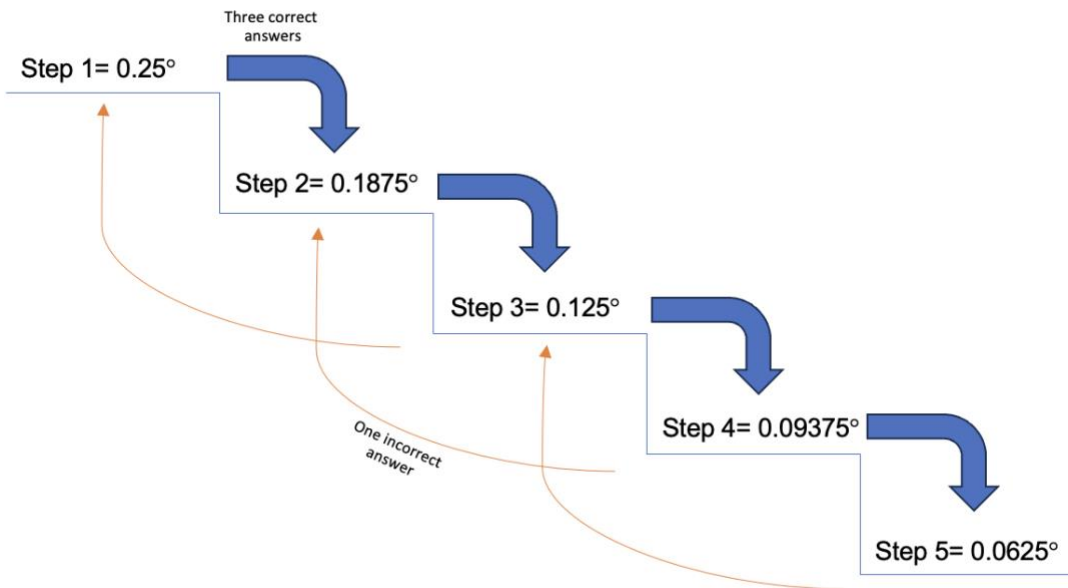 Three correct
answers
Step 1= 0.25°
Step 2= 0.1875°
Step 3= 0.125°
One incorrect
answer
Step 4= 0.09375°
Step 5= 0.0625°